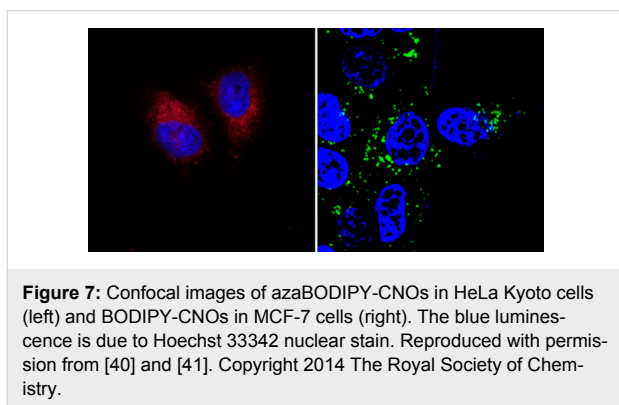 Figure 7: Confocal images of azaBODIPY-CNOs in HeLa Kyoto cells
(left) and BODIPY-CNOs in MCF-7 cells (right). The blue lumines-
cence is due to Hoechst 33342 nuclear stain. Reproduced with permis-
sion from [40] and [41]. Copyright 2014 The Royal Society of Chem-
istry.